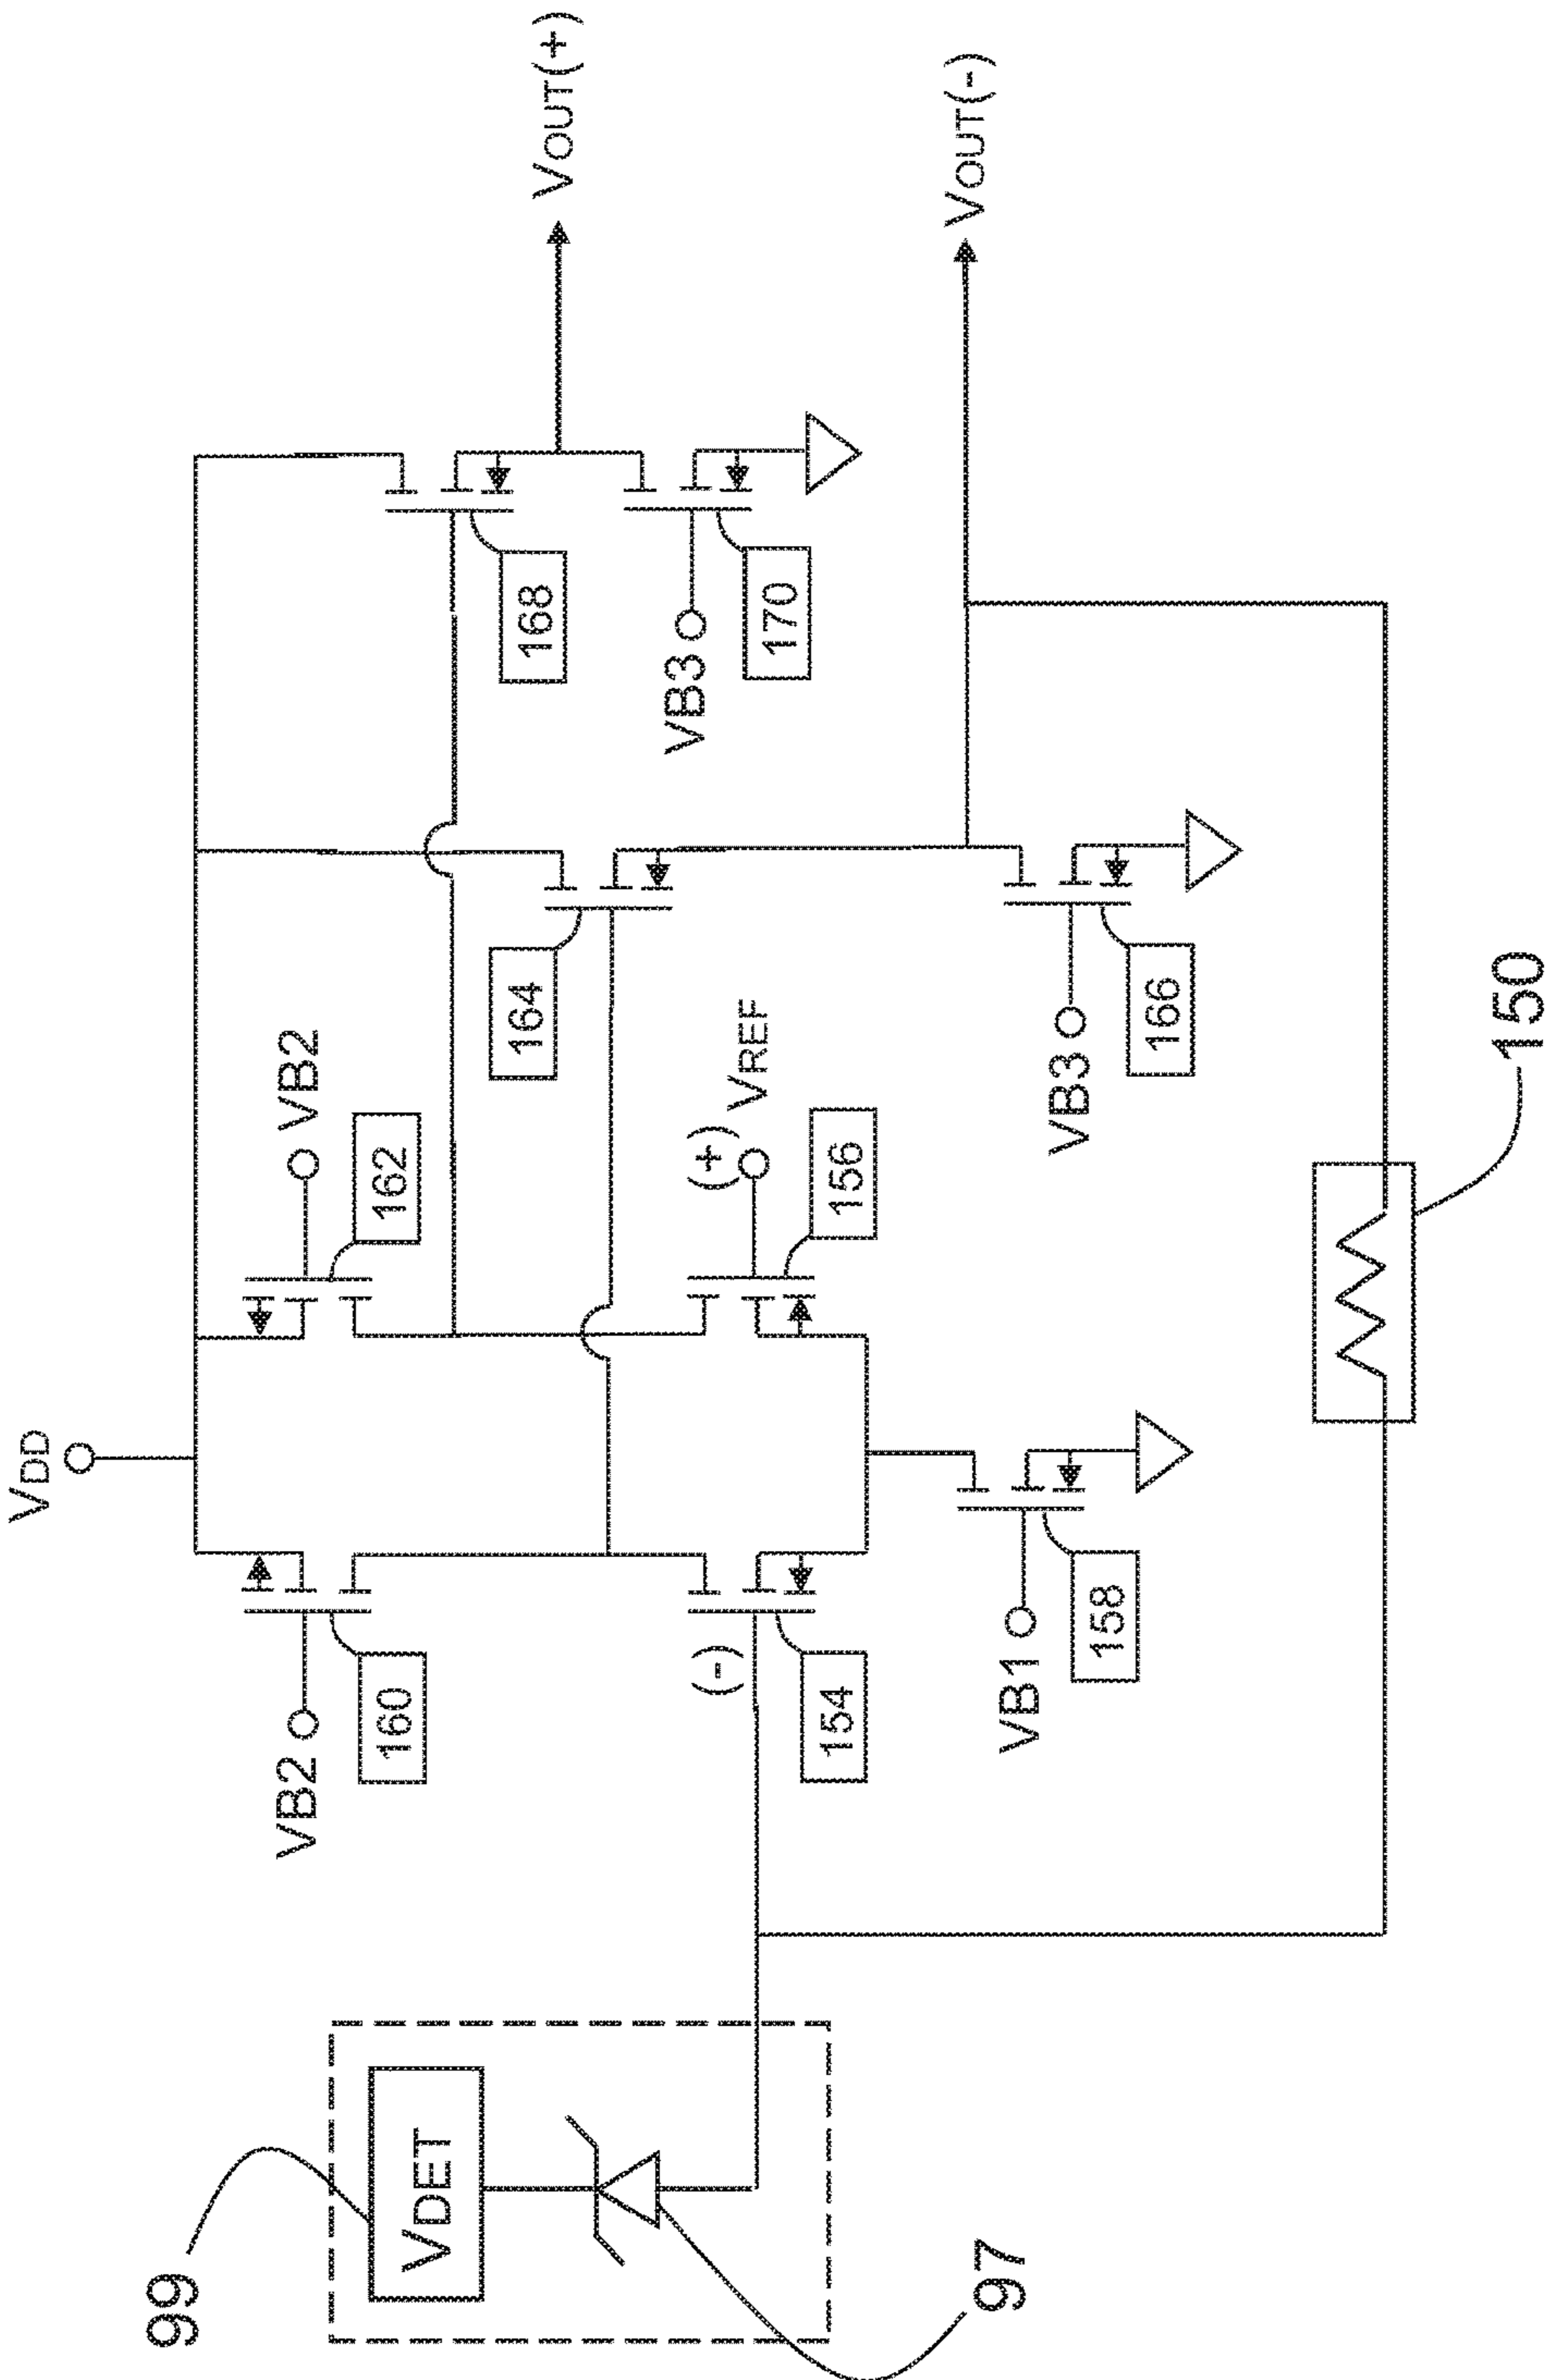 VDD
VB2
160
VB2
162
99
VDET
97
(-)
154
(+)
VREF
156
VB1
158
164
VB3
166
168
VB3
170
VOUT(+)
VOUT(-)
150